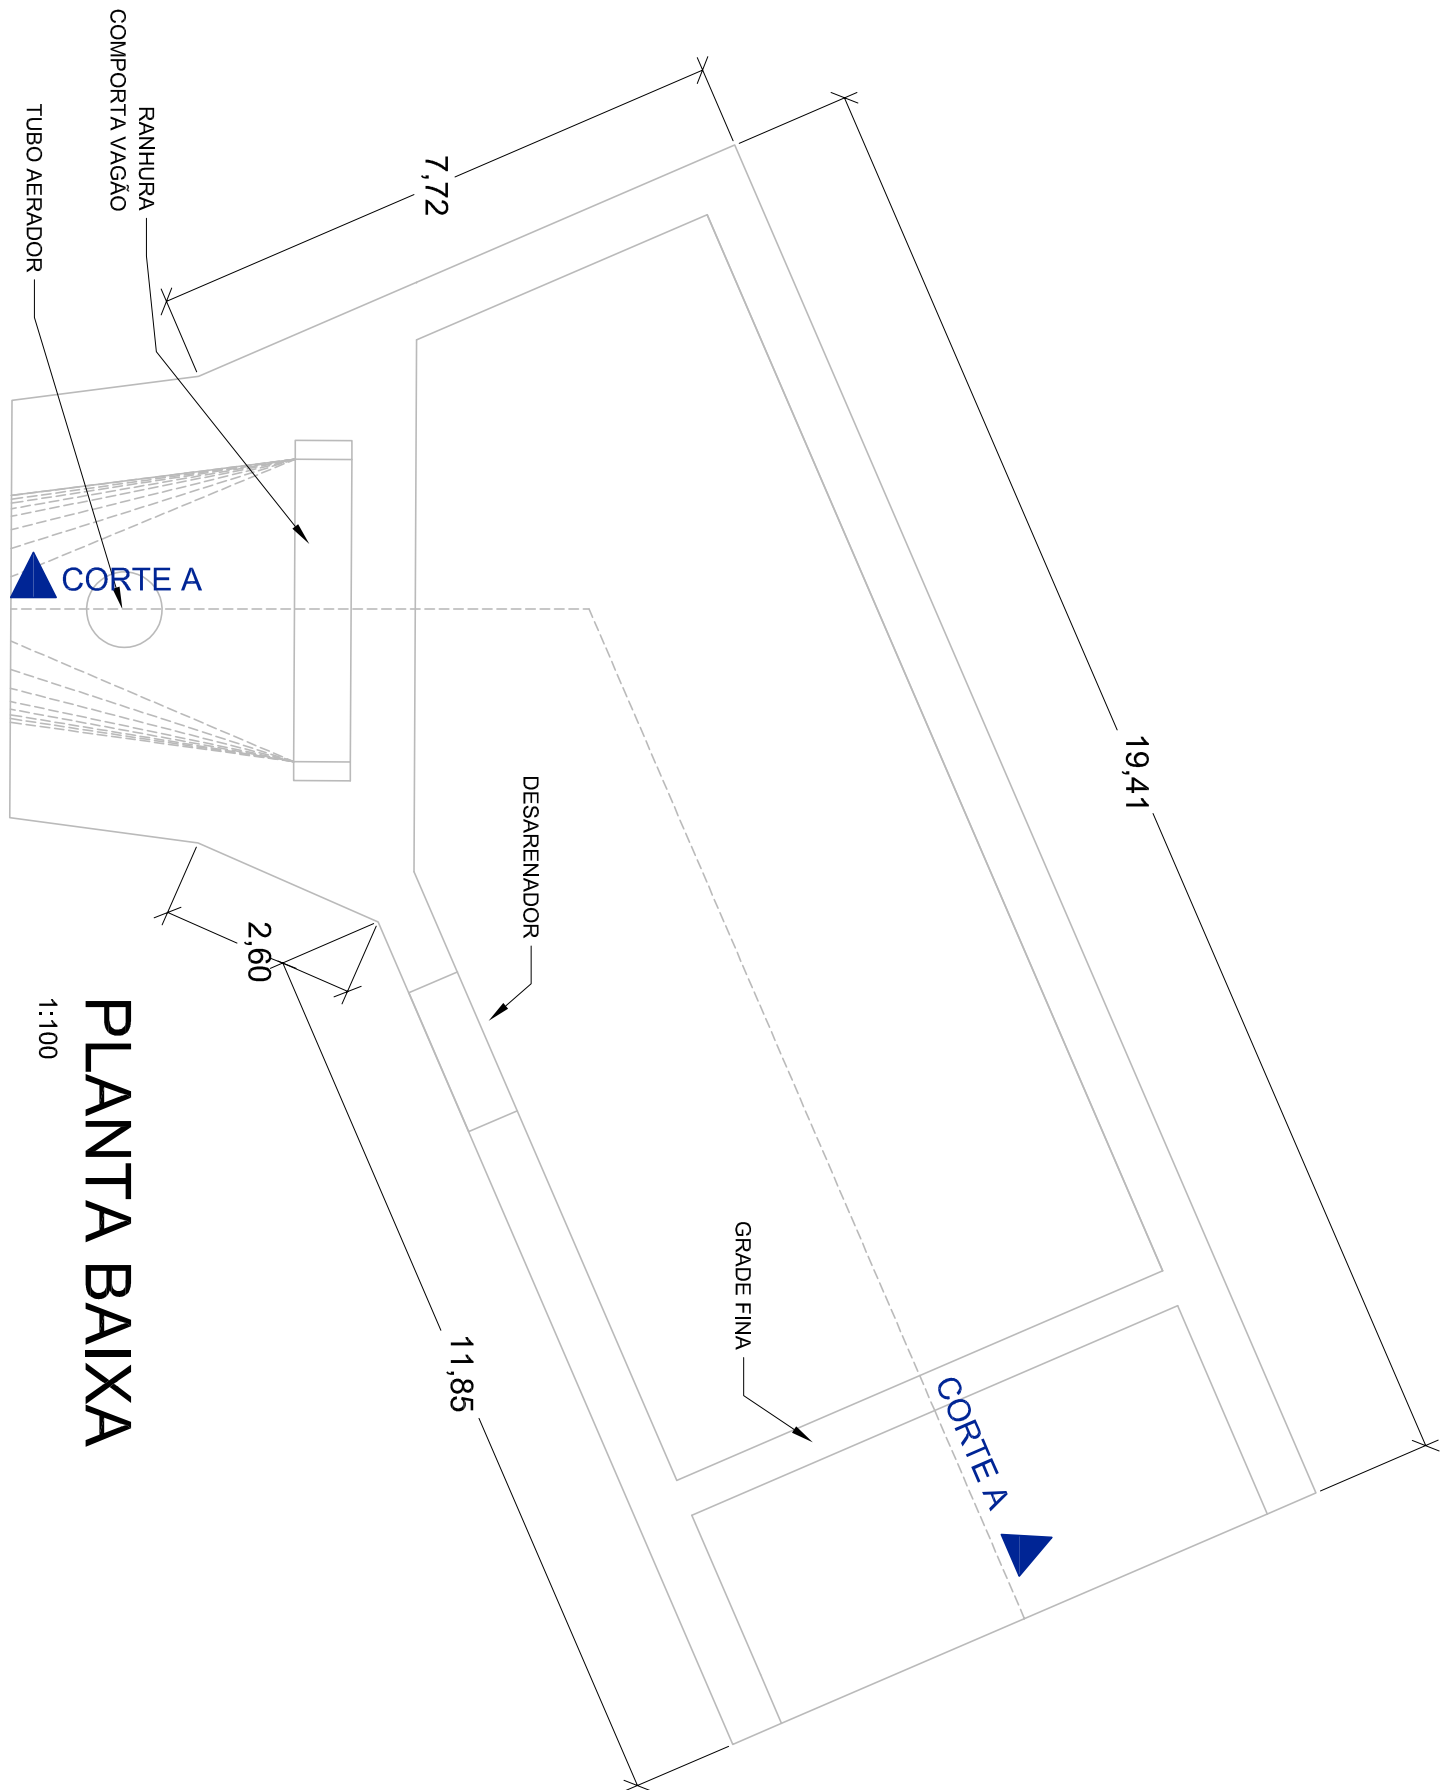 RANHURA
COMPORTA VAGÃO
TUBO AERADOR
7,72
19,41
CORTE A
DESARENADOR
2,60
11,85
GRADE FINA
CORTE A
PLANTA BAIXA
1:100